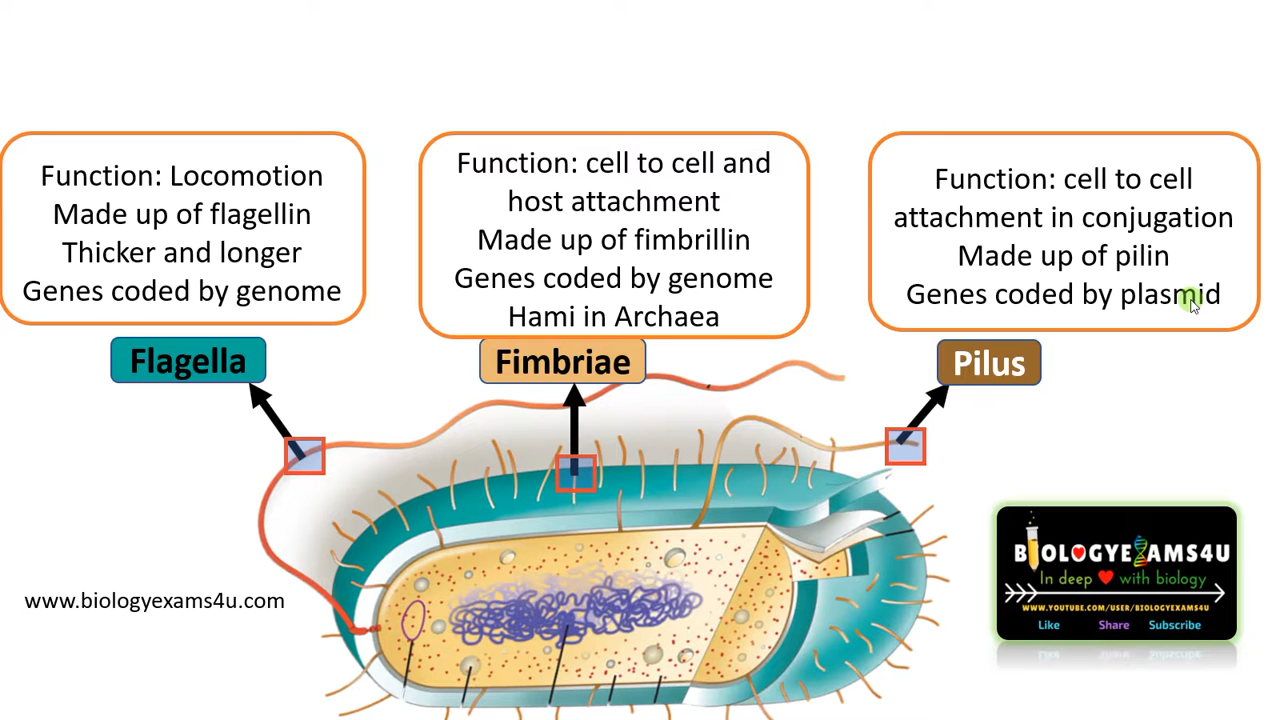 Function: Locomotion
Made up of flagellin
Thicker and longer
Genes coded by genome
Flagella
Function: cell to cell and
host attachment
Made up of fimbrillin
Genes coded by genome
Hami in Archaea
Fimbriae
Function: cell to cell
attachment in conjugation
Made up of pilin
Genes coded by plasmid
Pilus
www.biologyexams4u.com
BIOLOGYEXAMS4U
In deep with biology
WWW.YOUTUBE.COM/USER/BIOLOGYEXAMS4U
Like Share Subscribe